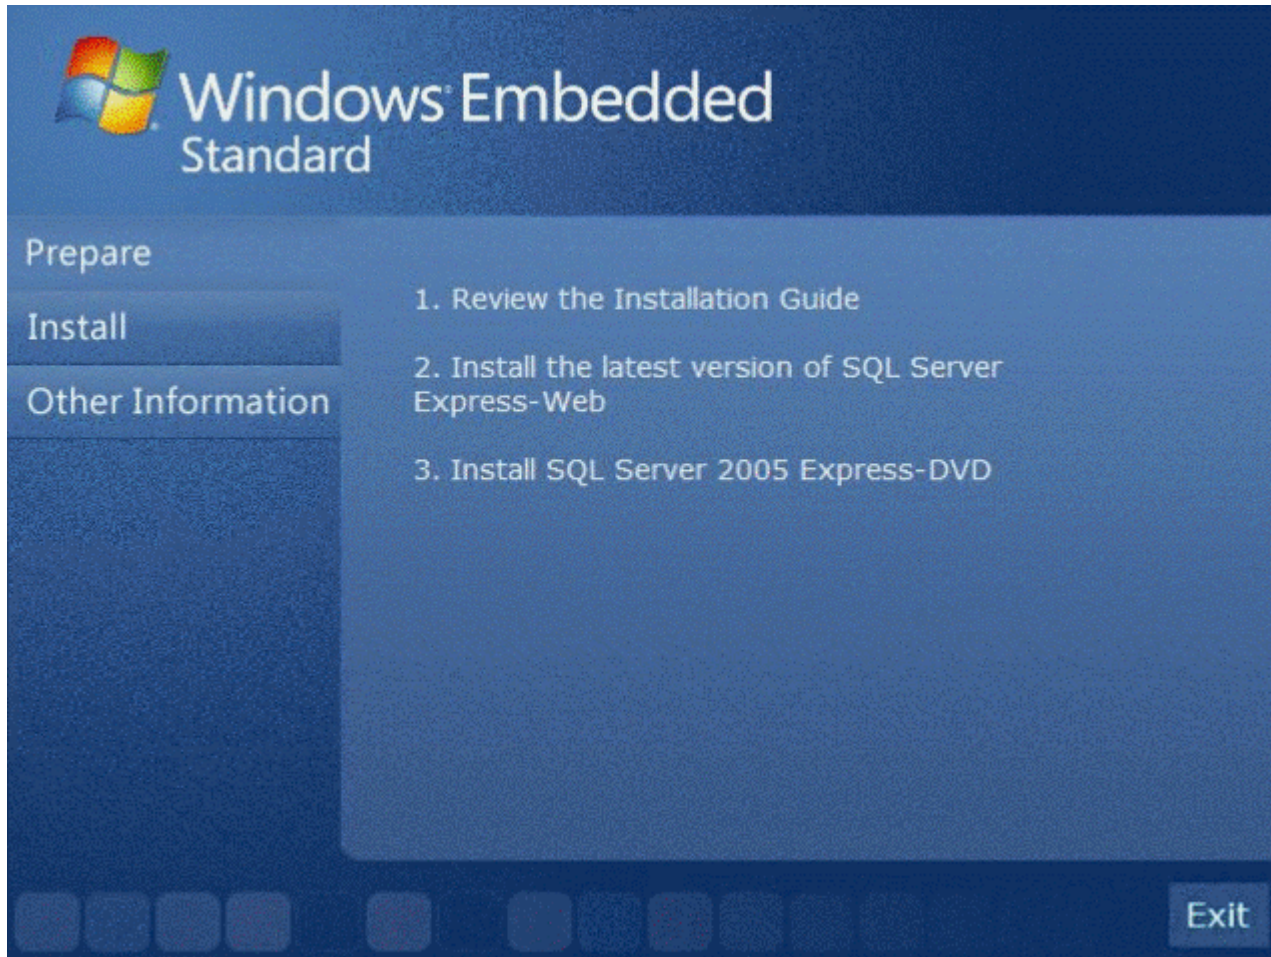 Windows Embedded
Standard
Prepare
Install
Other Information
1. Review the Installation Guide
2. Install the latest version of SQL Server
Express-Web
3. Install SQL Server 2005 Express-DVD
Exit